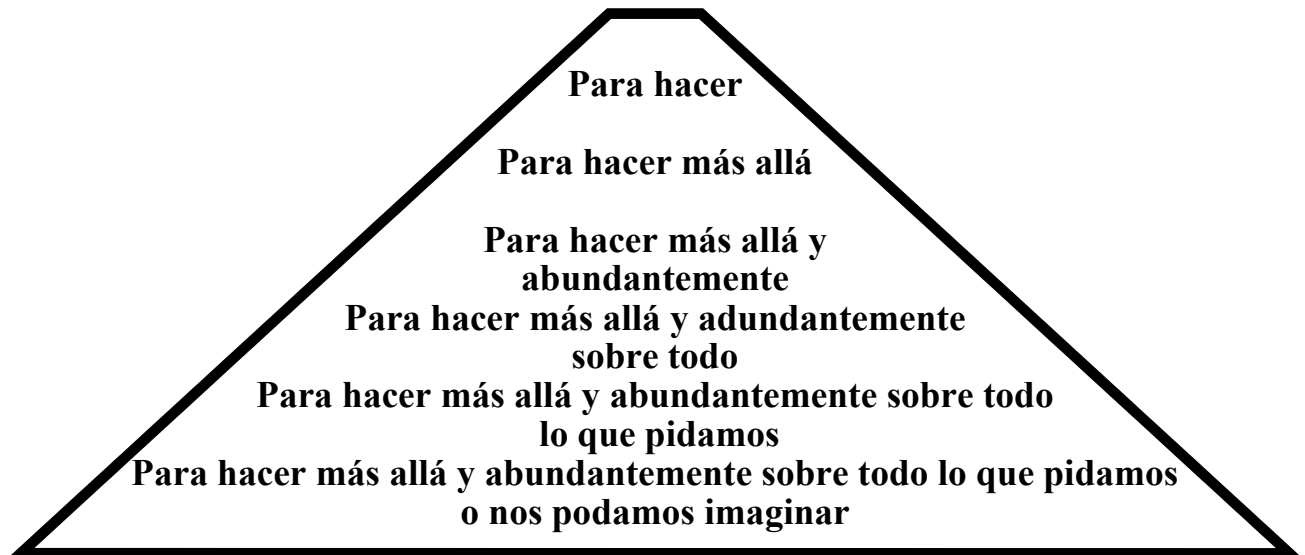 Para hacer
Para hacer más allá
Para hacer más allá y
abundantemente
Para hacer más allá y adundantemente
sobre todo
Para hacer más allá y abundantemente sobre todo
lo que pidamos
Para hacer más allá y abundantemente sobre todo lo que pidamos
o nos podamos imaginar